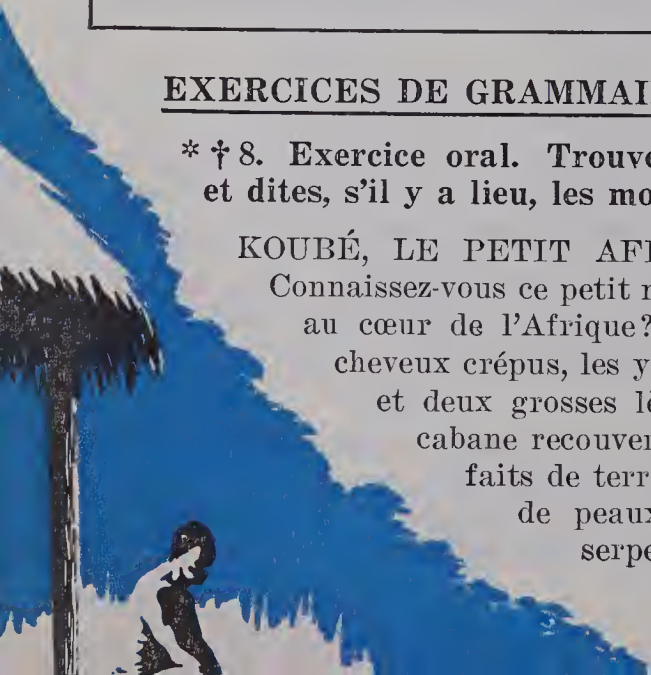 EXERCICES DE GRAMMAI
* † 8. Exercice oral. Trouve
et dites, s'il y a lieu, les mo
KOUBÉ, LE PETIT AF
Connaissez-vous ce petit
au cœur de l'Afrique?
cheveux crépus, les y
et deux grosses l
cabane recouver
faits de terr
de peaux
serpe